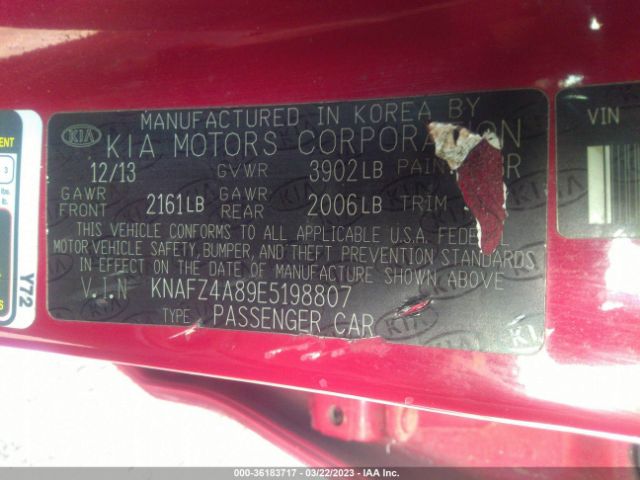 MANUFACTURED IN KOREA BY
KIA KIA MOTORS CORPORATION
12/13 GVWR 3902LB
GAWR FRONT 2161LB GAWR REAR 2006LB TRIM
THIS VEHICLE CONFORMS TO ALL APPLICABLE U.S.A.
MOTOR VEHICLE SAFETY, BUMPER, AND THEFT PREVENTION STANDARDS
IN EFFECT ON THE DATE OF MANUFACTURE SHOWN ABOVE
V.I.N KNAFZ4A89E5198807
TYPE PASSENGER CAR
VIN
3
Y72
000-36183717 - 03/22/2023 - IAA Inc.